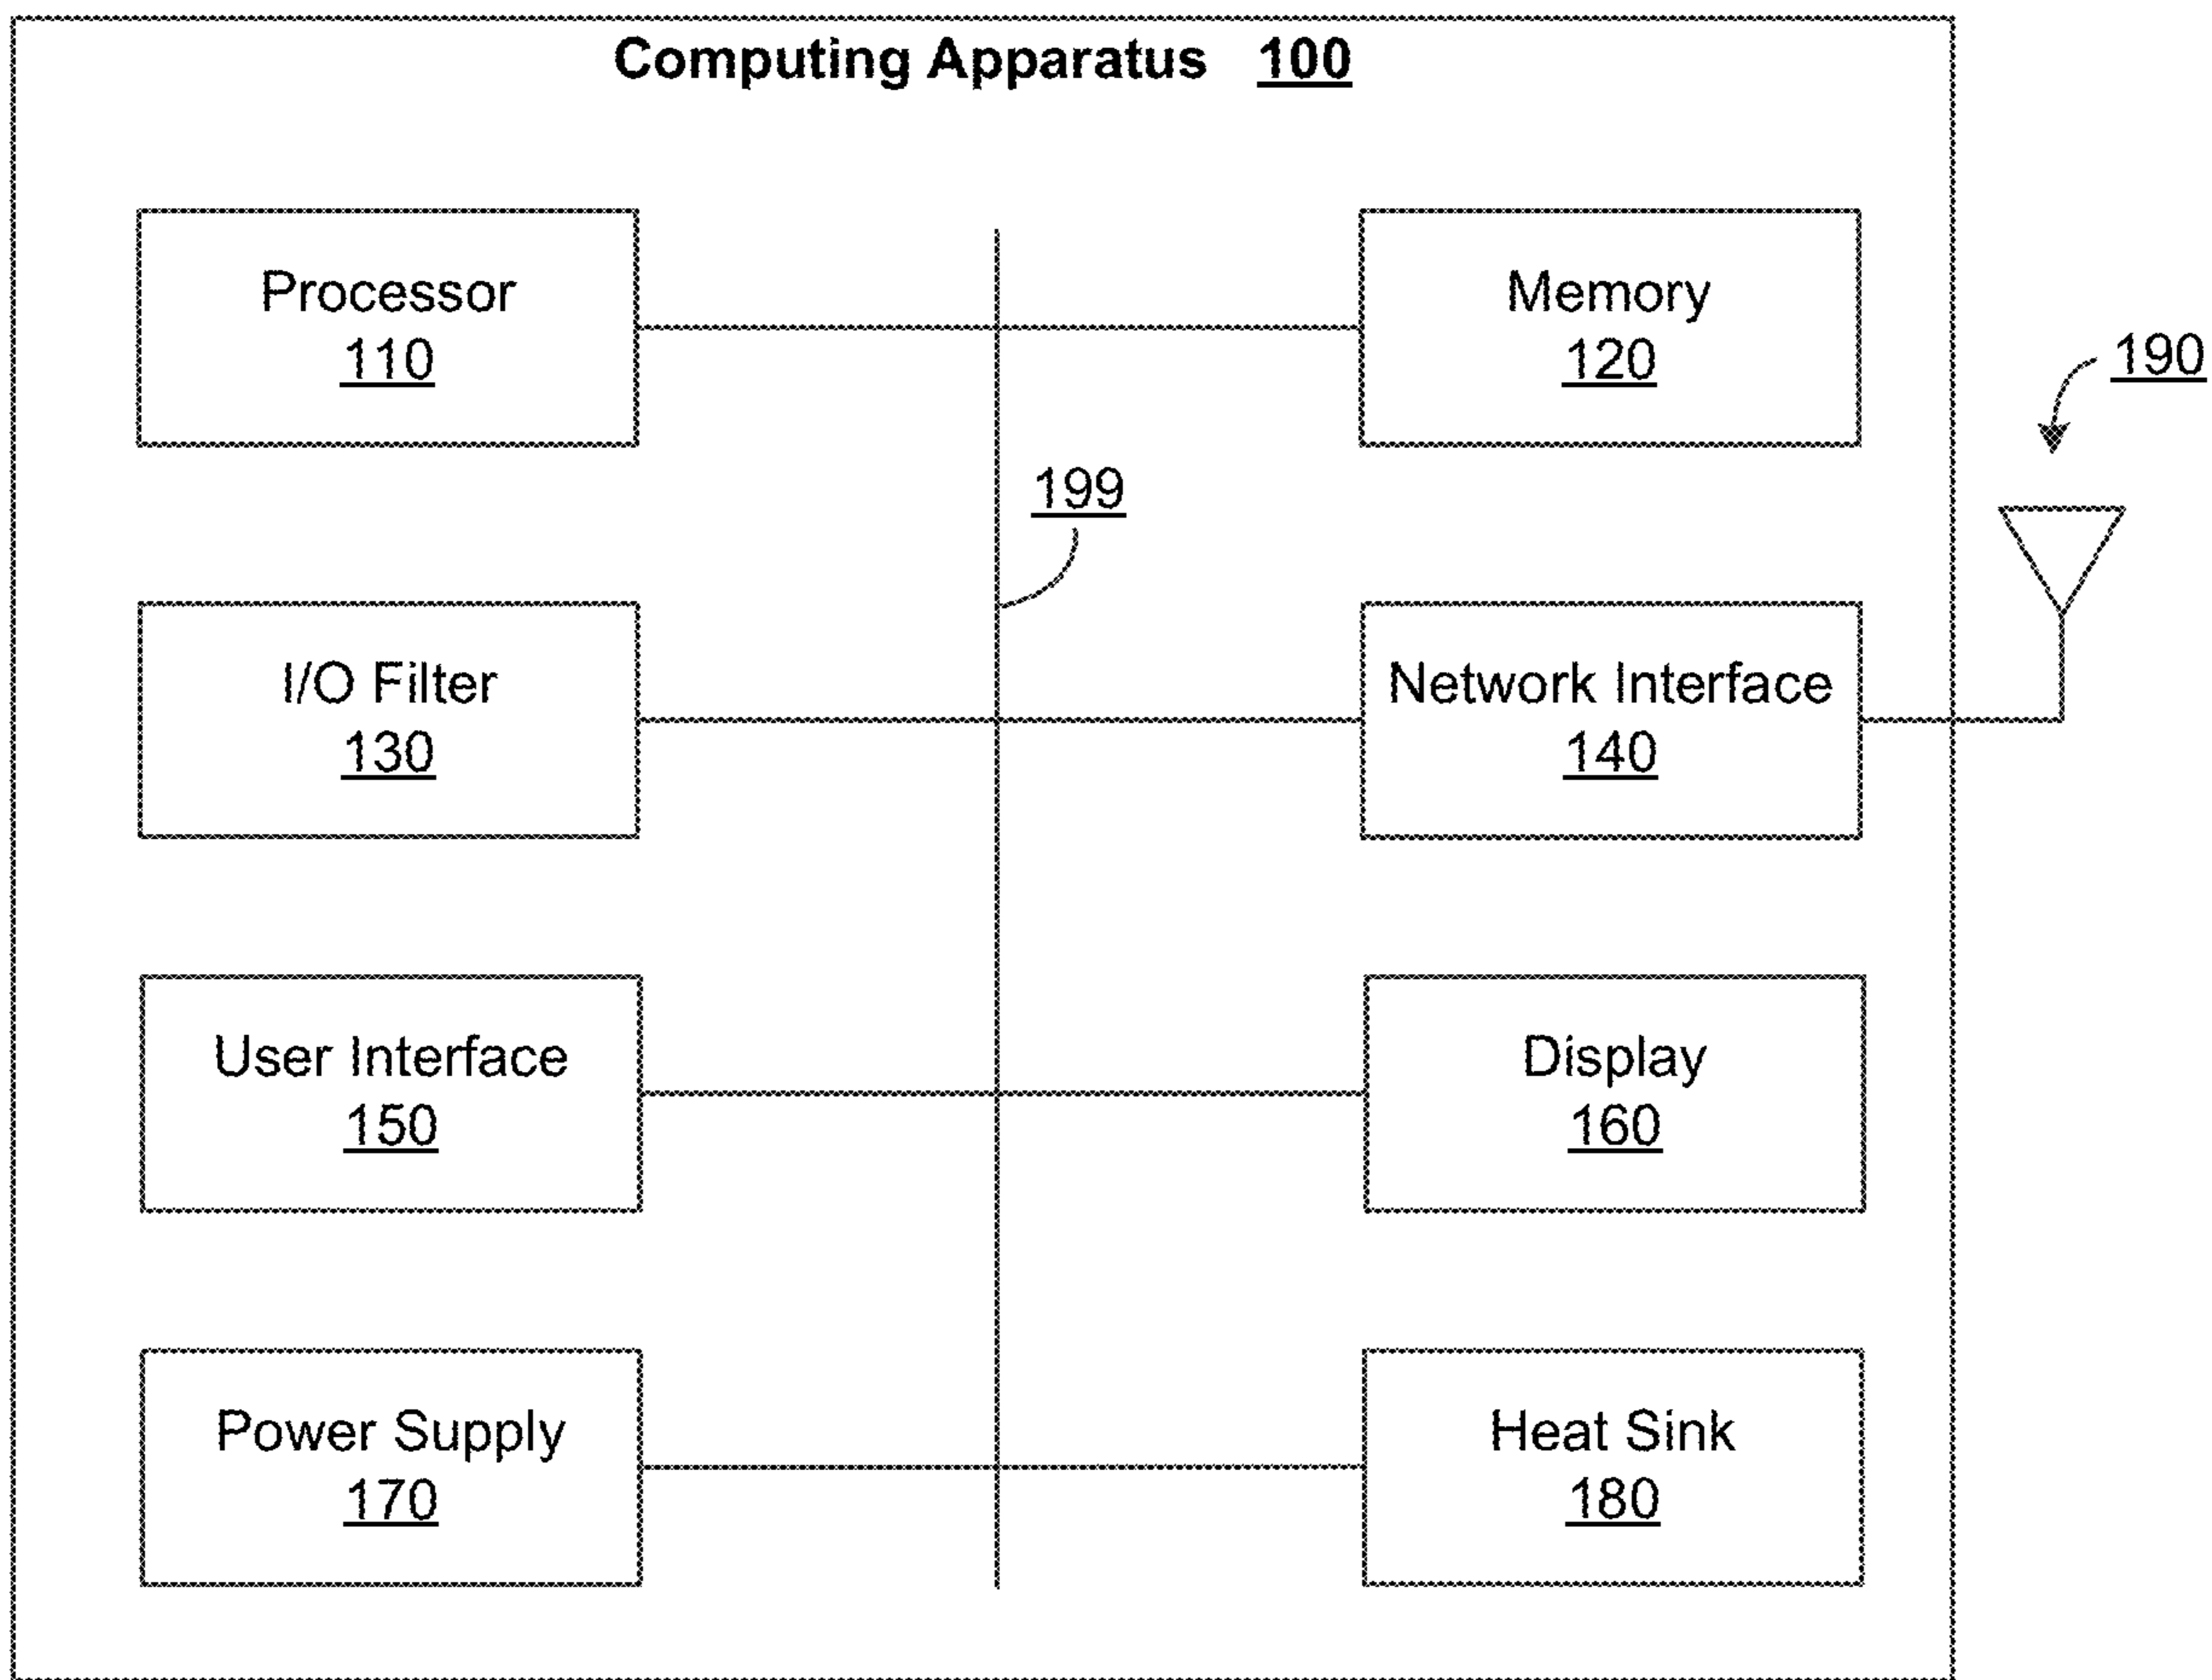 Computing Apparatus 100
Processor
110
Memory
120
190
199
I/O Filter
130
Network Interface
140
User Interface
150
Display
160
Power Supply
170
Heat Sink
180